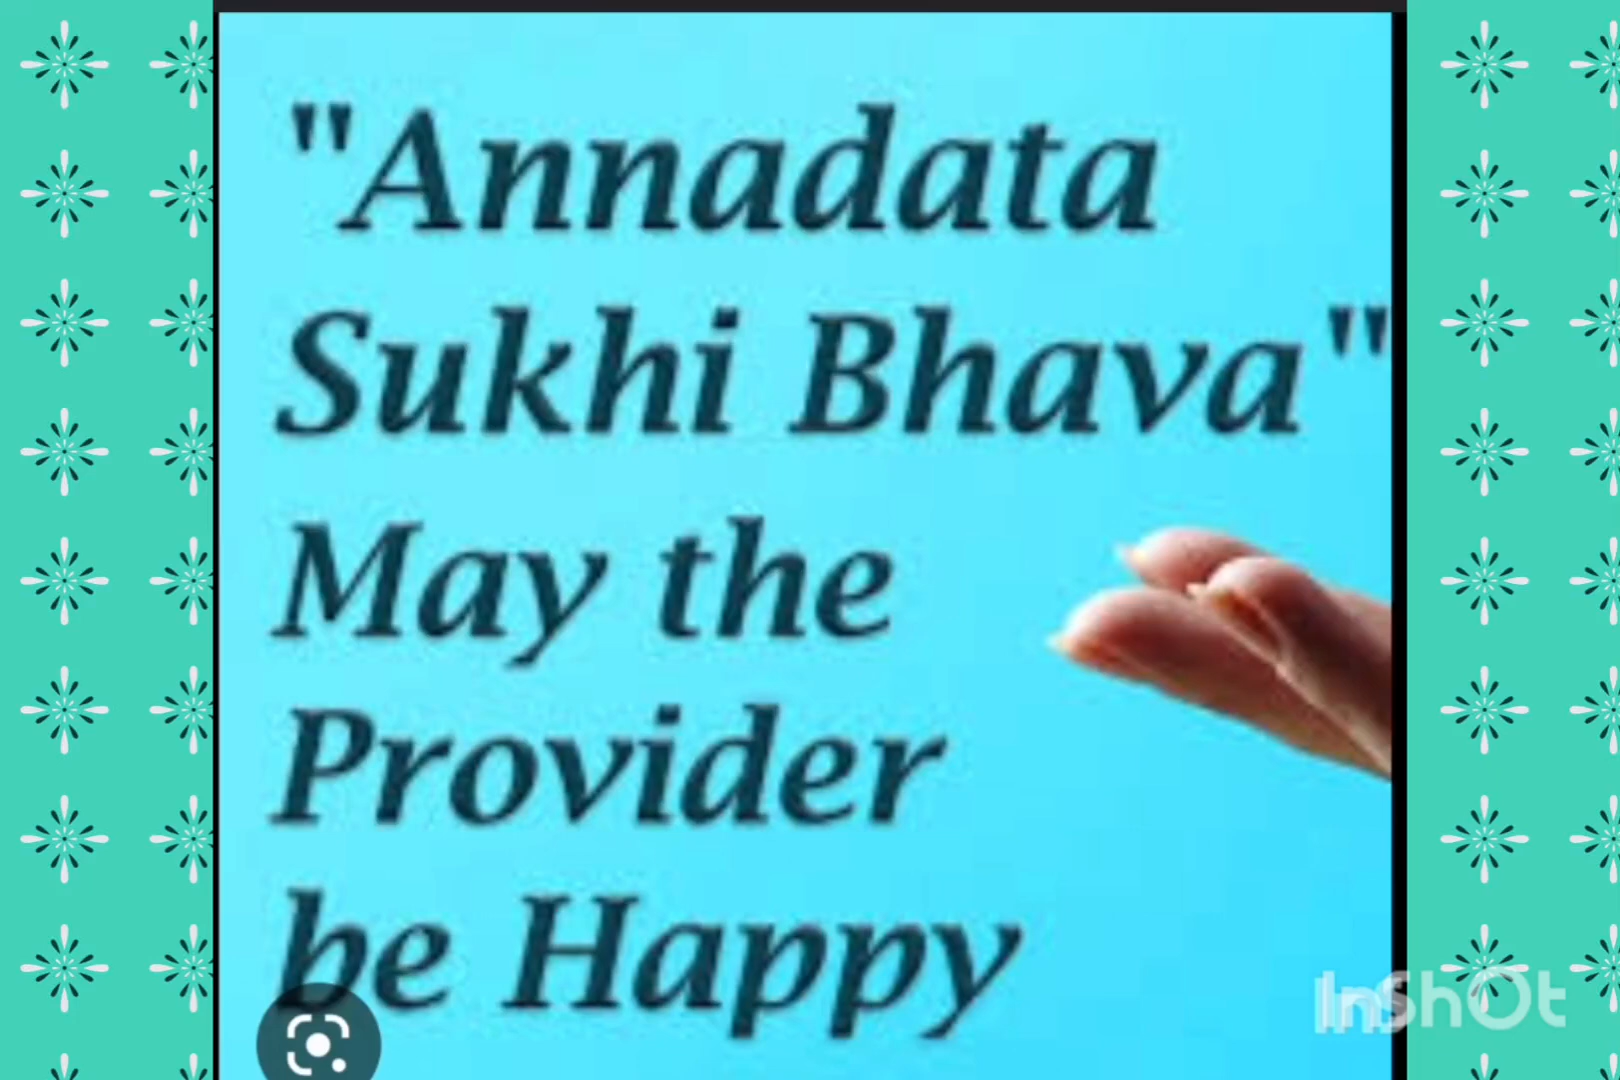 "Annadata
Sukhi Bhava"
May the
Provider
be Happy
InShOt